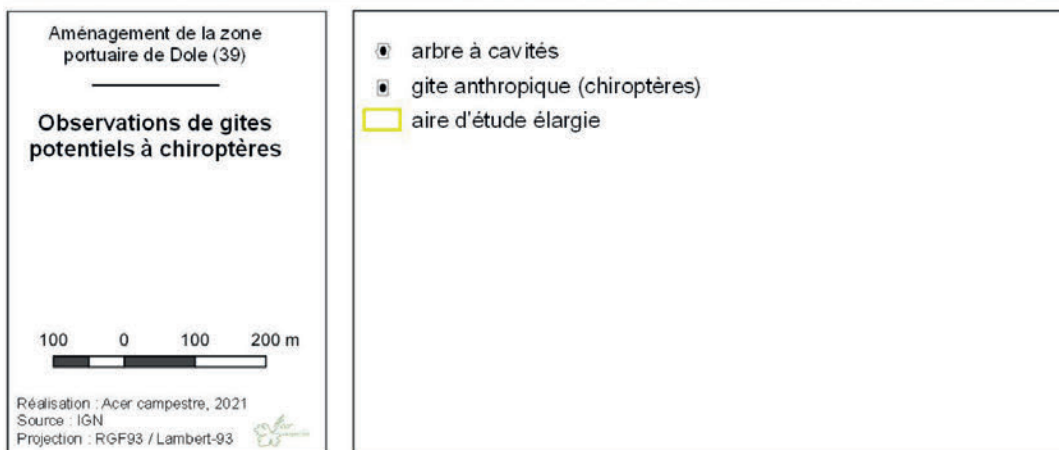 Aménagement de la zone
portuaire de Dole (39)
Observations de gites
potentiels à chiroptères
100 0 100 200 m
Réalisation : Acer campestre, 2021
Source : IGN
Projection : RGF93 / Lambert-93
arbre à cavités
gite anthropique (chiroptères)
aire d'étude élargie